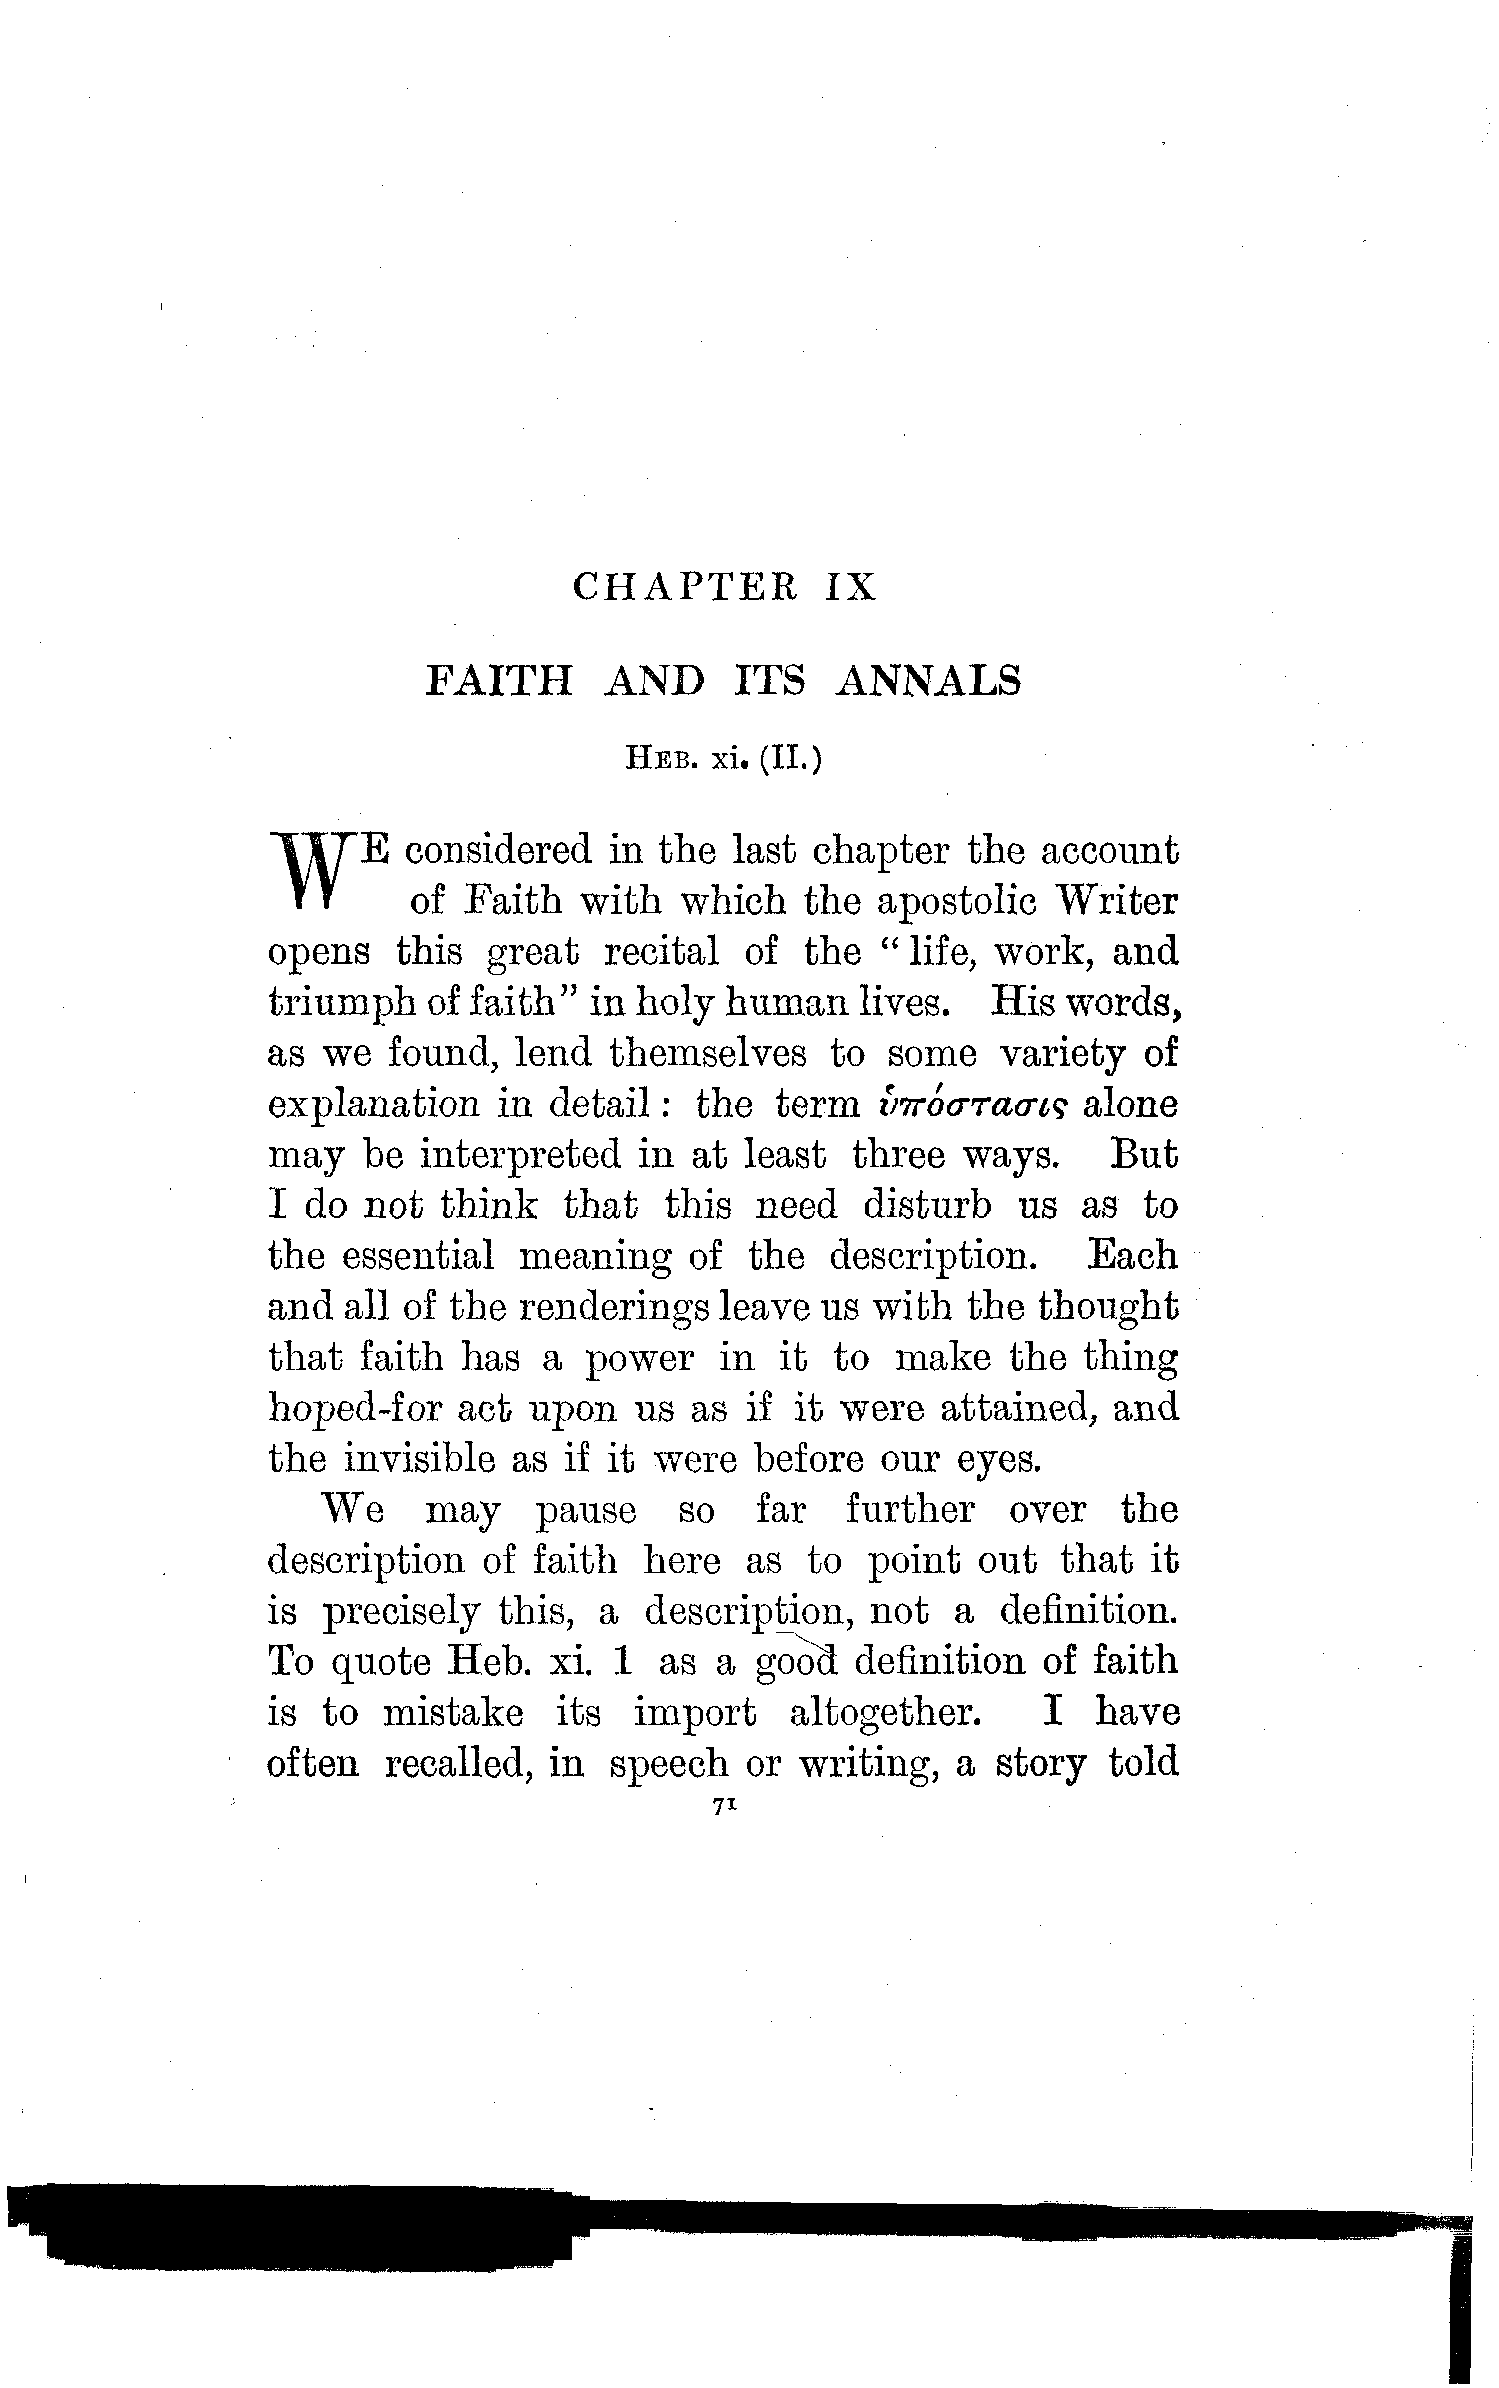 CHAPTER IX
FAITH AND ITS ANNALS
HEB. xi. (II.)
WE considered in the last chapter the account
of Faith with which the apostolic Writer
opens this great recital of the “life, work, and
triumph of faith” in holy human lives. His words,
as we found, lend themselves to some variety of
explanation in detail: the term ὑπόστασις alone
may be interpreted in at least three ways. But
I do not think that this need disturb us as to
the essential meaning of the description. Each
and all of the renderings leave us with the thought
that faith has a power in it to make the thing
hoped-for act upon us as if it were attained, and
the invisible as if it were before our eyes.
We may pause so far further over the
description of faith here as to point out that it
is precisely this, a description, not a definition.
To quote Heb. xi. 1 as a good definition of faith
is to mistake its import altogether. I have
often recalled, in speech or writing, a story told
71